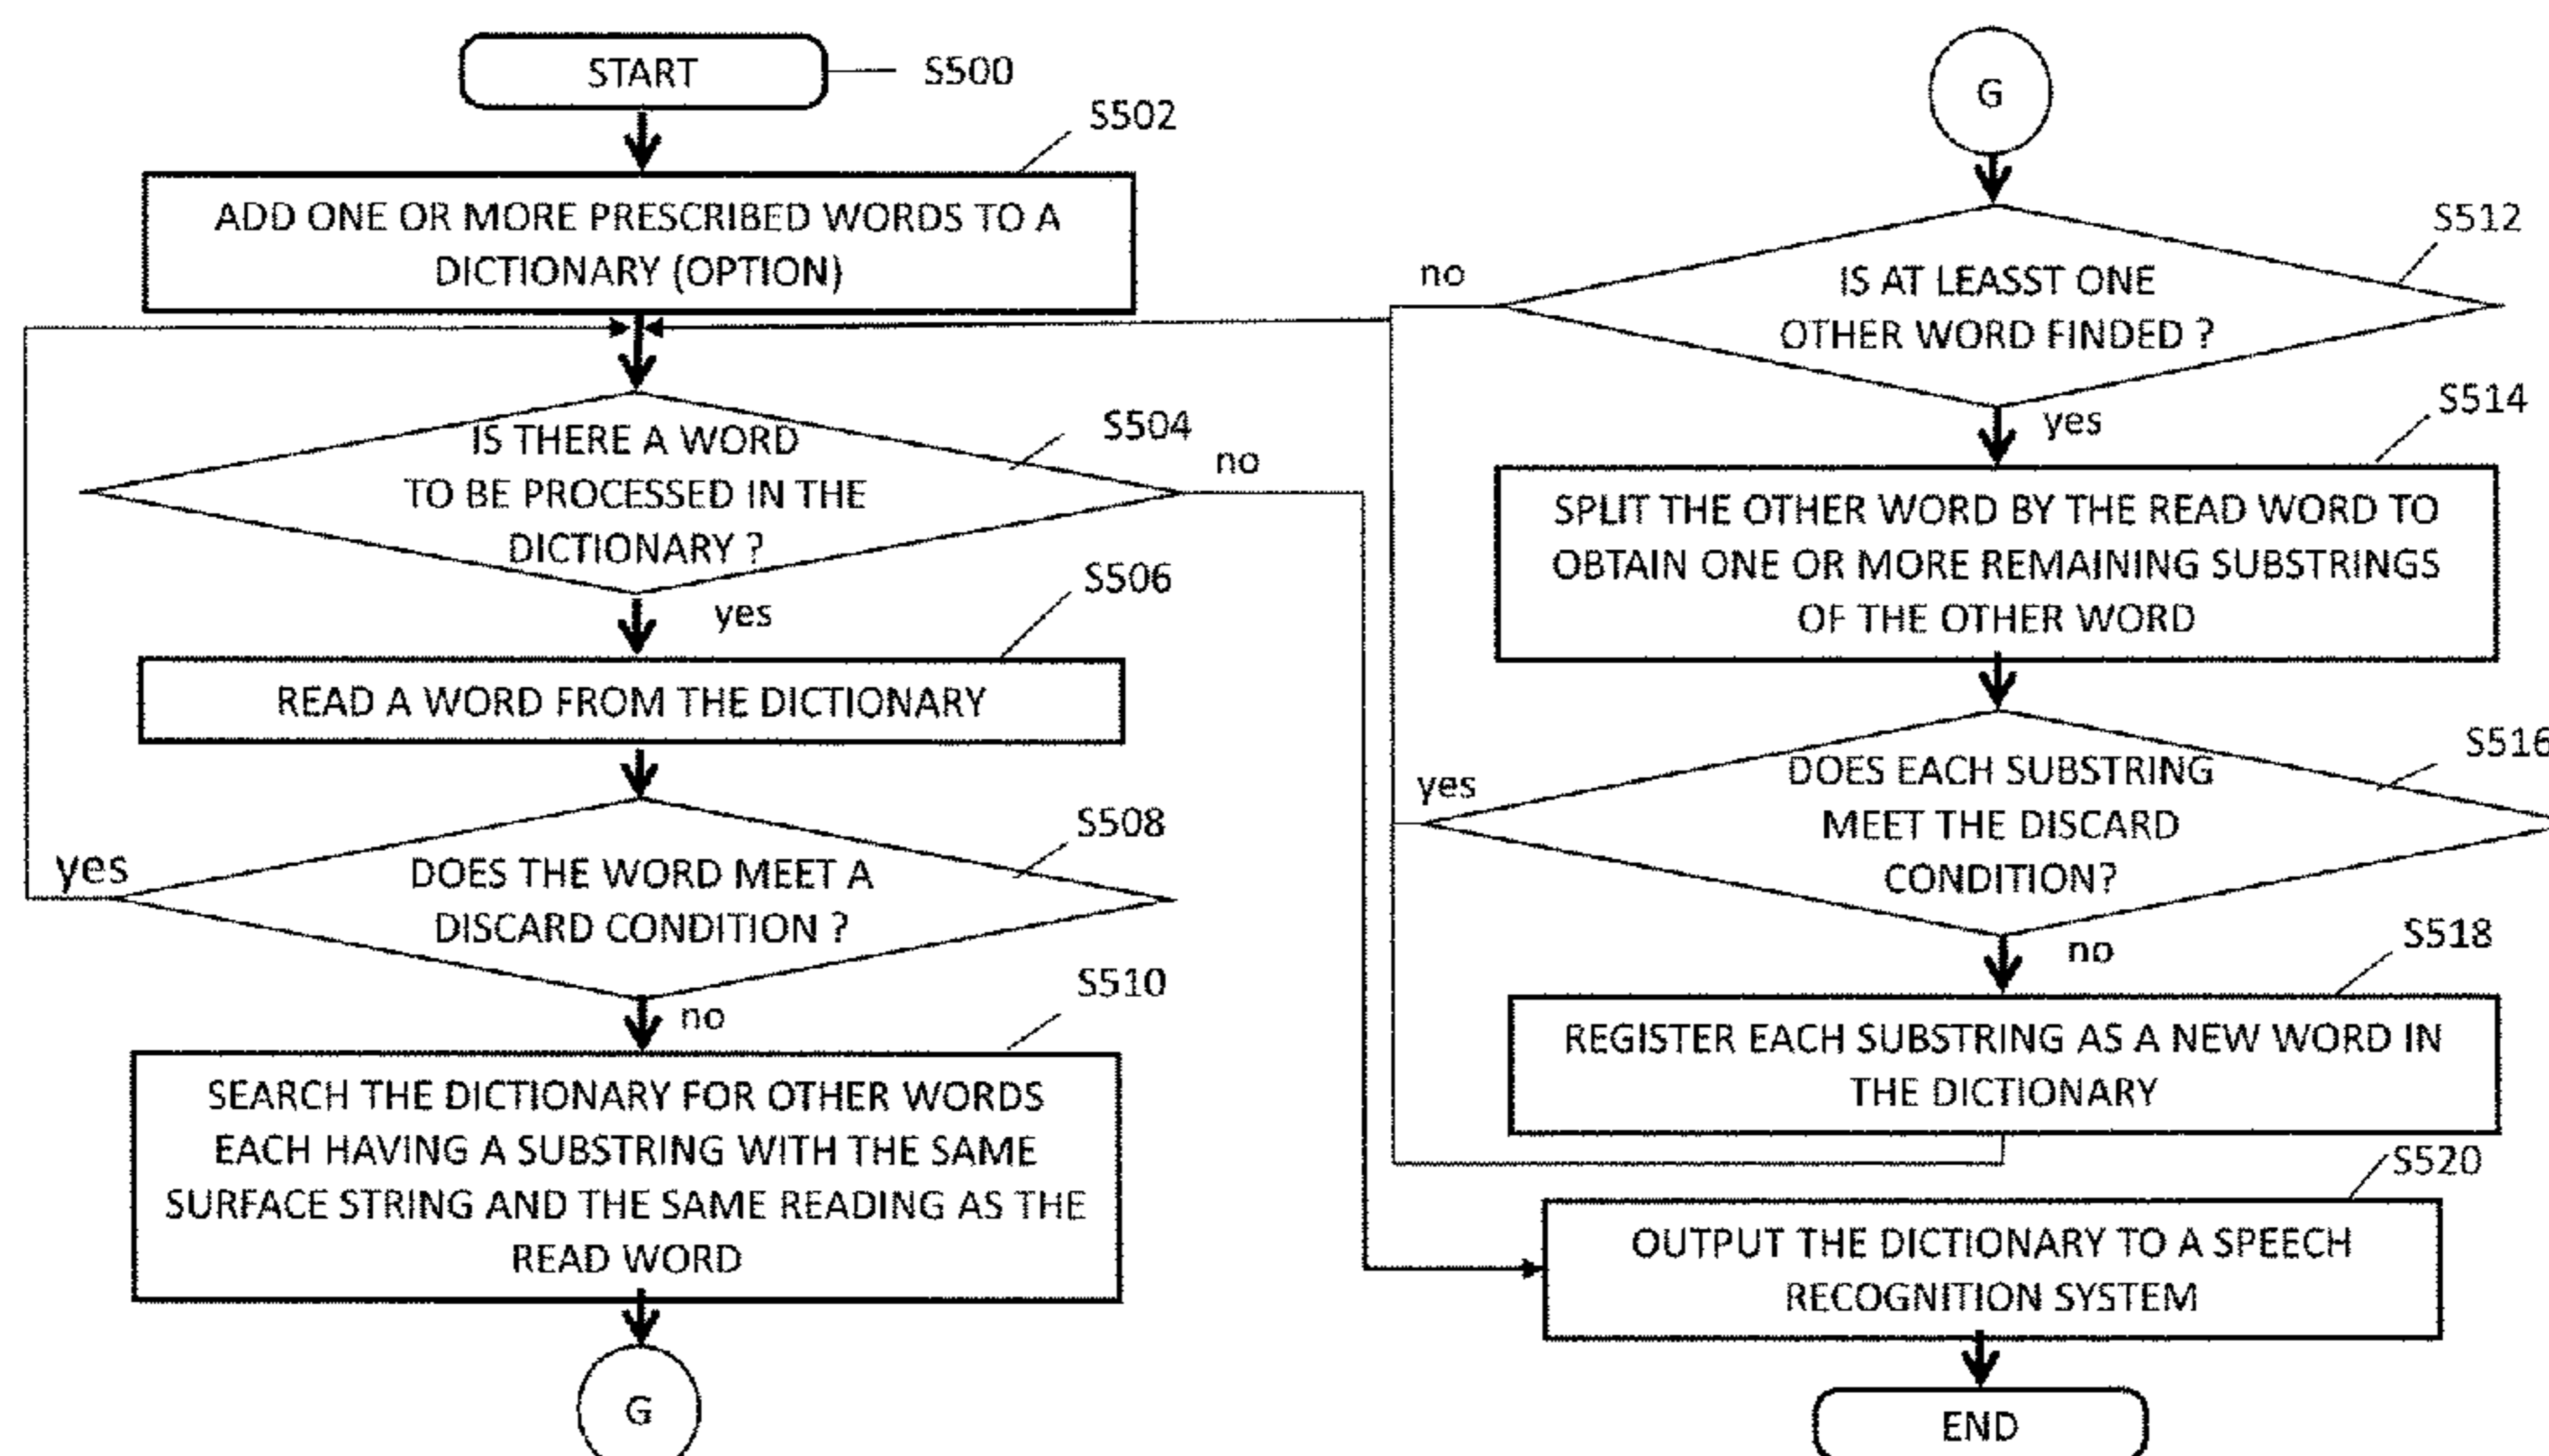 START
S500
S502
ADD ONE OR MORE PRESCRIBED WORDS TO A
DICTIONARY (OPTION)
IS THERE A WORD
TO BE PROCESSED IN THE
DICTIONARY ?
S504
no
yes
S506
READ A WORD FROM THE DICTIONARY
S508
DOES THE WORD MEET A
DISCARD CONDITION ?
yes
no
S510
SEARCH THE DICTIONARY FOR OTHER WORDS
EACH HAVING A SUBSTRING WITH THE SAME
SURFACE STRING AND THE SAME READING AS THE
READ WORD
G
G
S512
no
IS AT LEASST ONE
OTHER WORD FINDED ?
yes
S514
SPLIT THE OTHER WORD BY THE READ WORD TO
OBTAIN ONE OR MORE REMAINING SUBSTRINGS
OF THE OTHER WORD
S516
yes
DOES EACH SUBSTRING
MEET THE DISCARD
CONDITION?
no
S518
REGISTER EACH SUBSTRING AS A NEW WORD IN
THE DICTIONARY
S520
OUTPUT THE DICTIONARY TO A SPEECH
RECOGNITION SYSTEM
END